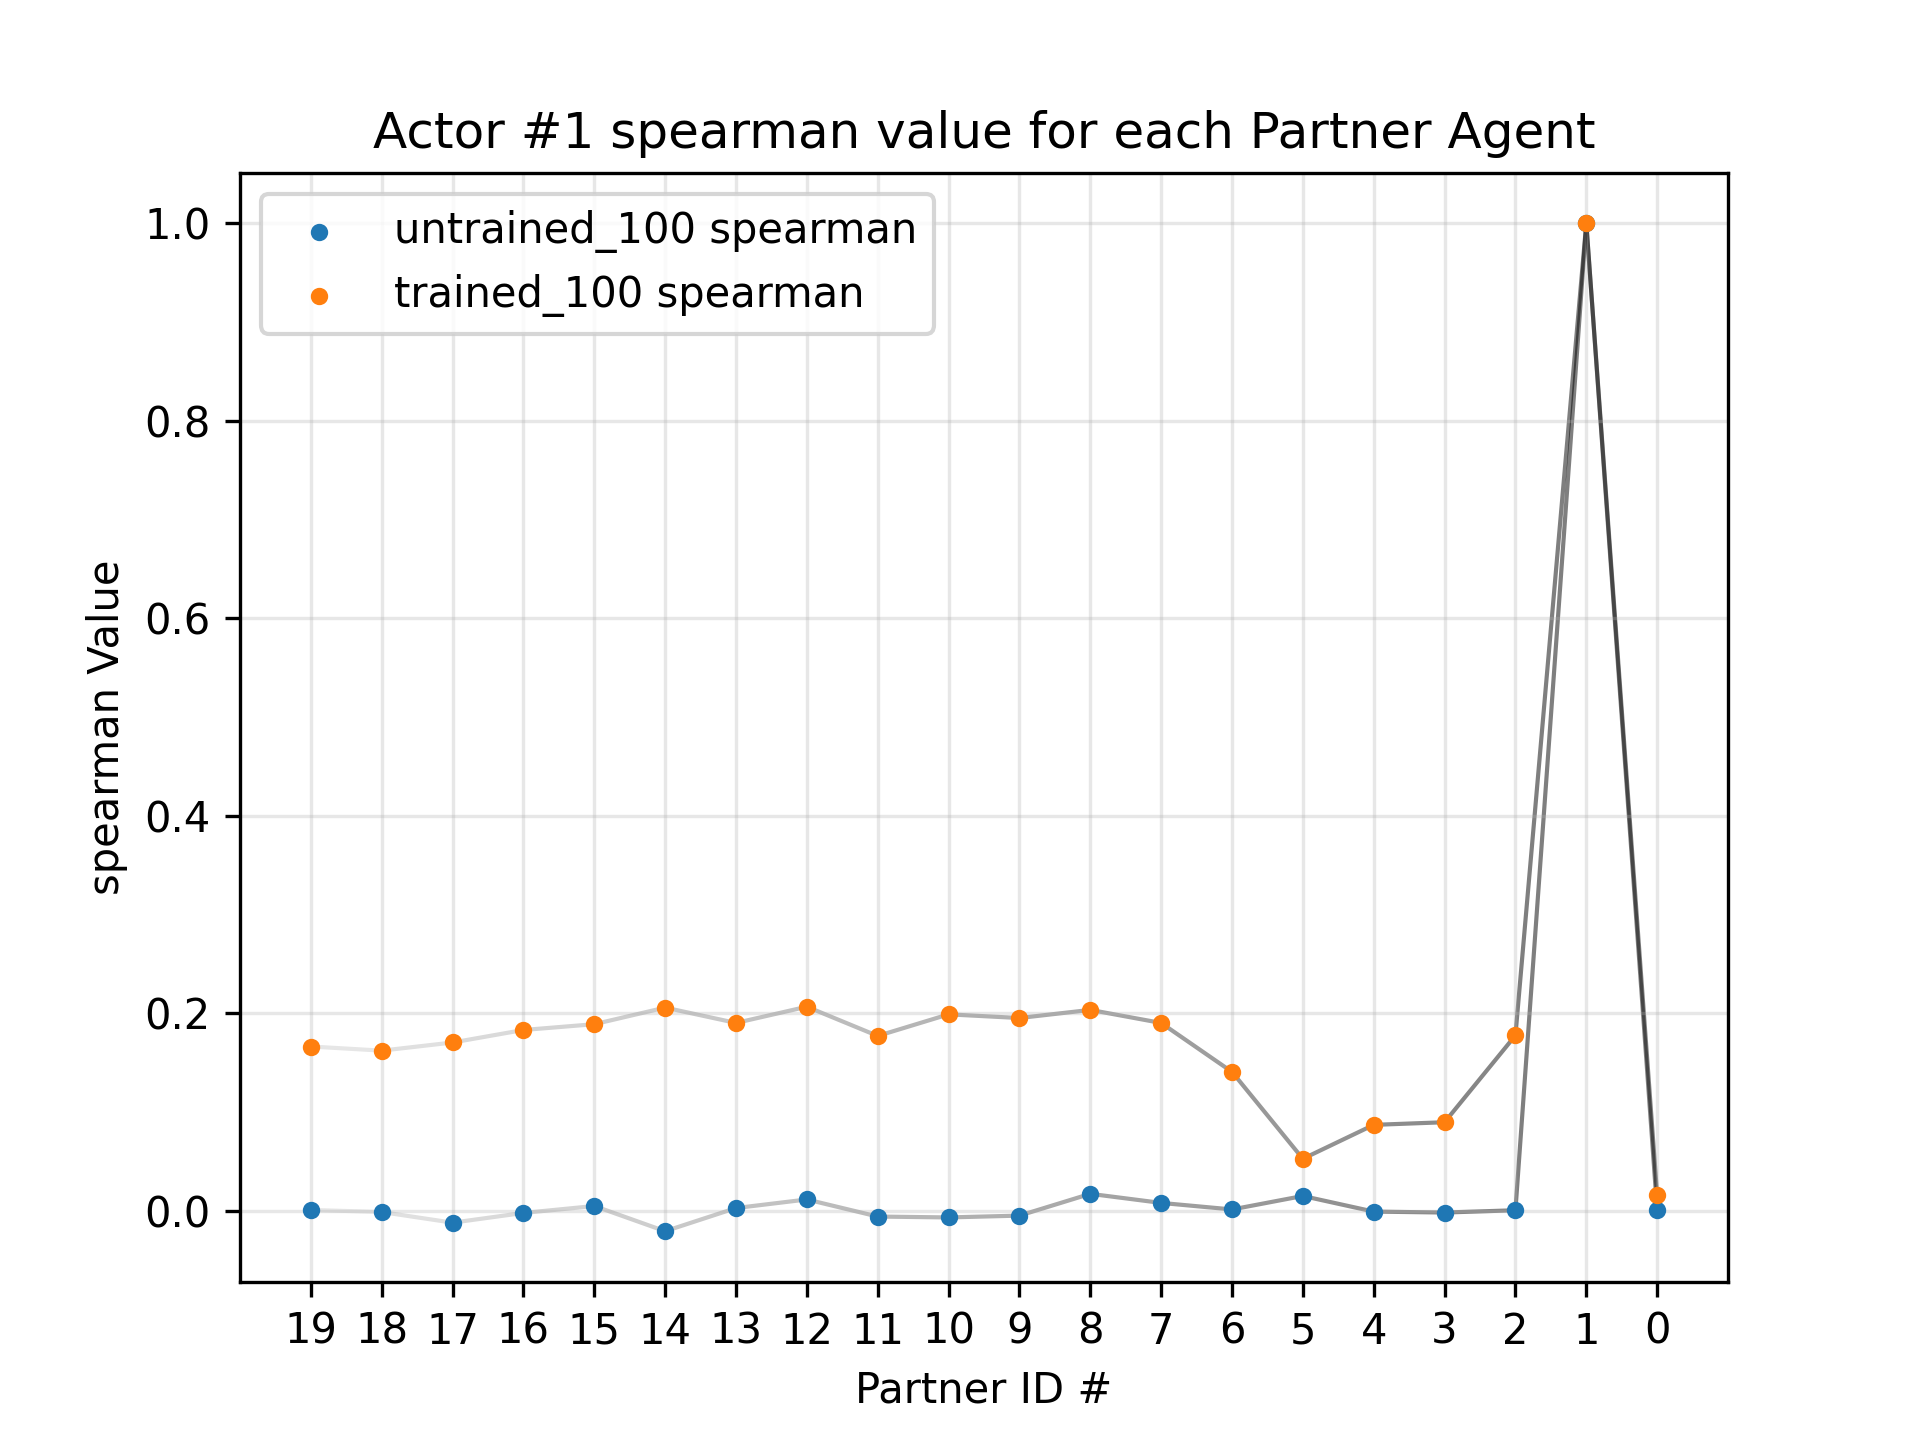 Actor #1 spearman value for each Partner Agent
untrained_100 spearman
trained_100 spearman
1.0
0.8
0.6
0.4
0.2
0.0
spearman Value
19 18 17 16 15 14 13 12 11 10 9 8 7 6 5 4 3 2 1 0
Partner ID #